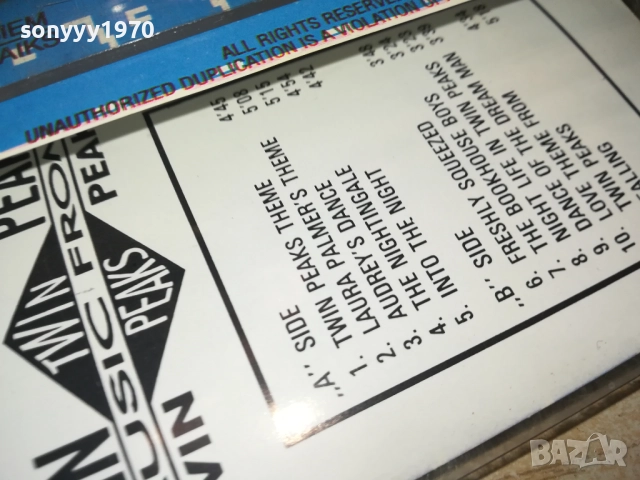 sonyyy1970
ALL RIGHTS RESERVED
UNAUTHORIZED DUPLICATION IS A VIOLATION OF
TWIN
PEAKS
MUSIC FROM
„A" SIDE
1. TWIN PEAKS THEME 4'45
2. LAURA PALMER'S THEME 5'08
3. AUDREY'S DANCE 5'15
4. THE NIGHTINGALE 4'54
5. INTO THE NIGHT 4'42
„B" SIDE
6. FRESHLY SQUEEZED
7. THE BOOKHOUSE BOYS
8. NIGHT LIFE IN TWIN PEAKS
9. DANCE OF THE DREAM MAN
10. LOVE THEME FROM
TWIN PEAKS
FALLING 5'18
BAZAR
bg